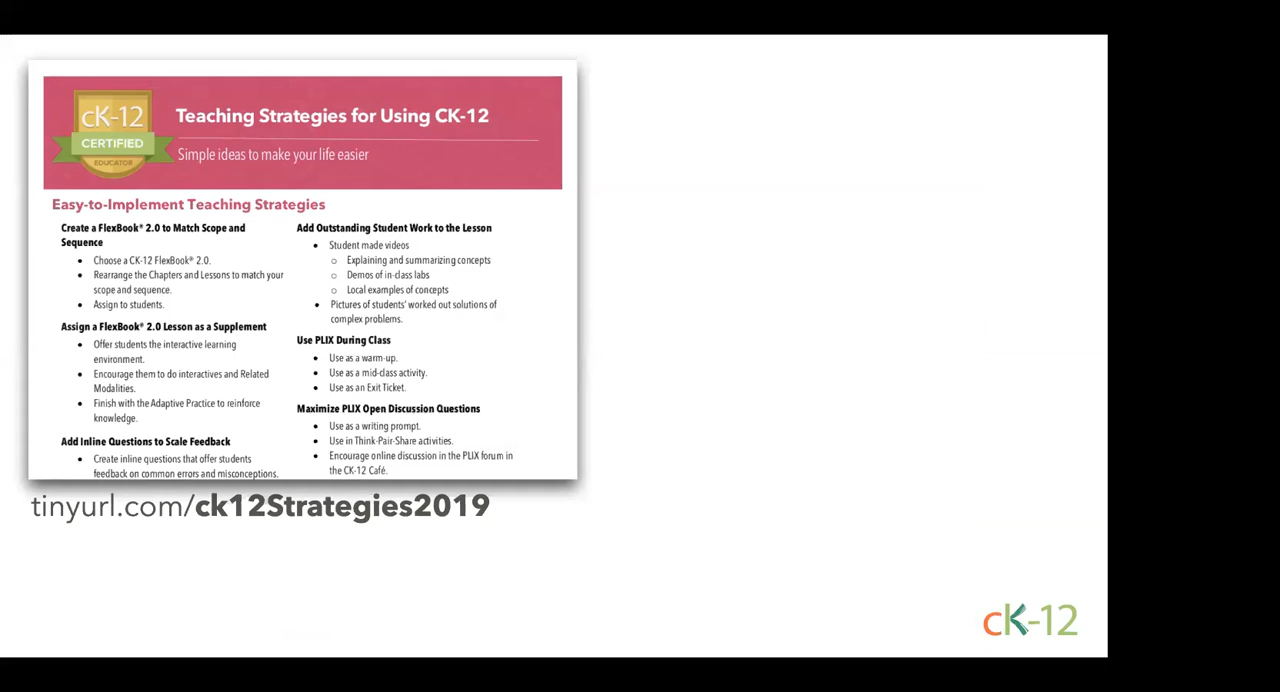 cK-12
CERTIFIED
EDUCATOR
Teaching Strategies for Using CK-12
Simple ideas to make your life easier
Easy-to-Implement Teaching Strategies
Create a FlexBook® 2.0 to Match Scope and
Sequence
• Choose a CK-12 FlexBook® 2.0.
• Rearrange the Chapters and Lessons to match your
scope and sequence.
• Assign to students.
Assign a FlexBook® 2.0 Lesson as a Supplement
• Offer students the interactive learning
environment.
• Encourage them to do interactives and Related
Modalities.
• Finish with the Adaptive Practice to reinforce
knowledge.
Add Inline Questions to Scale Feedback
• Create inline questions that offer students
feedback on common errors and misconceptions.
Add Outstanding Student Work to the Lesson
• Student made videos
o Explaining and summarizing concepts
o Demos of in-class labs
o Local examples of concepts
• Pictures of students' worked out solutions of
complex problems.
Use PLIX During Class
• Use as a warm-up.
• Use as a mid-class activity.
• Use as an Exit Ticket.
Maximize PLIX Open Discussion Questions
• Use as a writing prompt.
• Use in Think-Pair-Share activities.
• Encourage online discussion in the PLIX forum in
the CK-12 Café.
tinyurl.com/ck12Strategies2019
cK-12